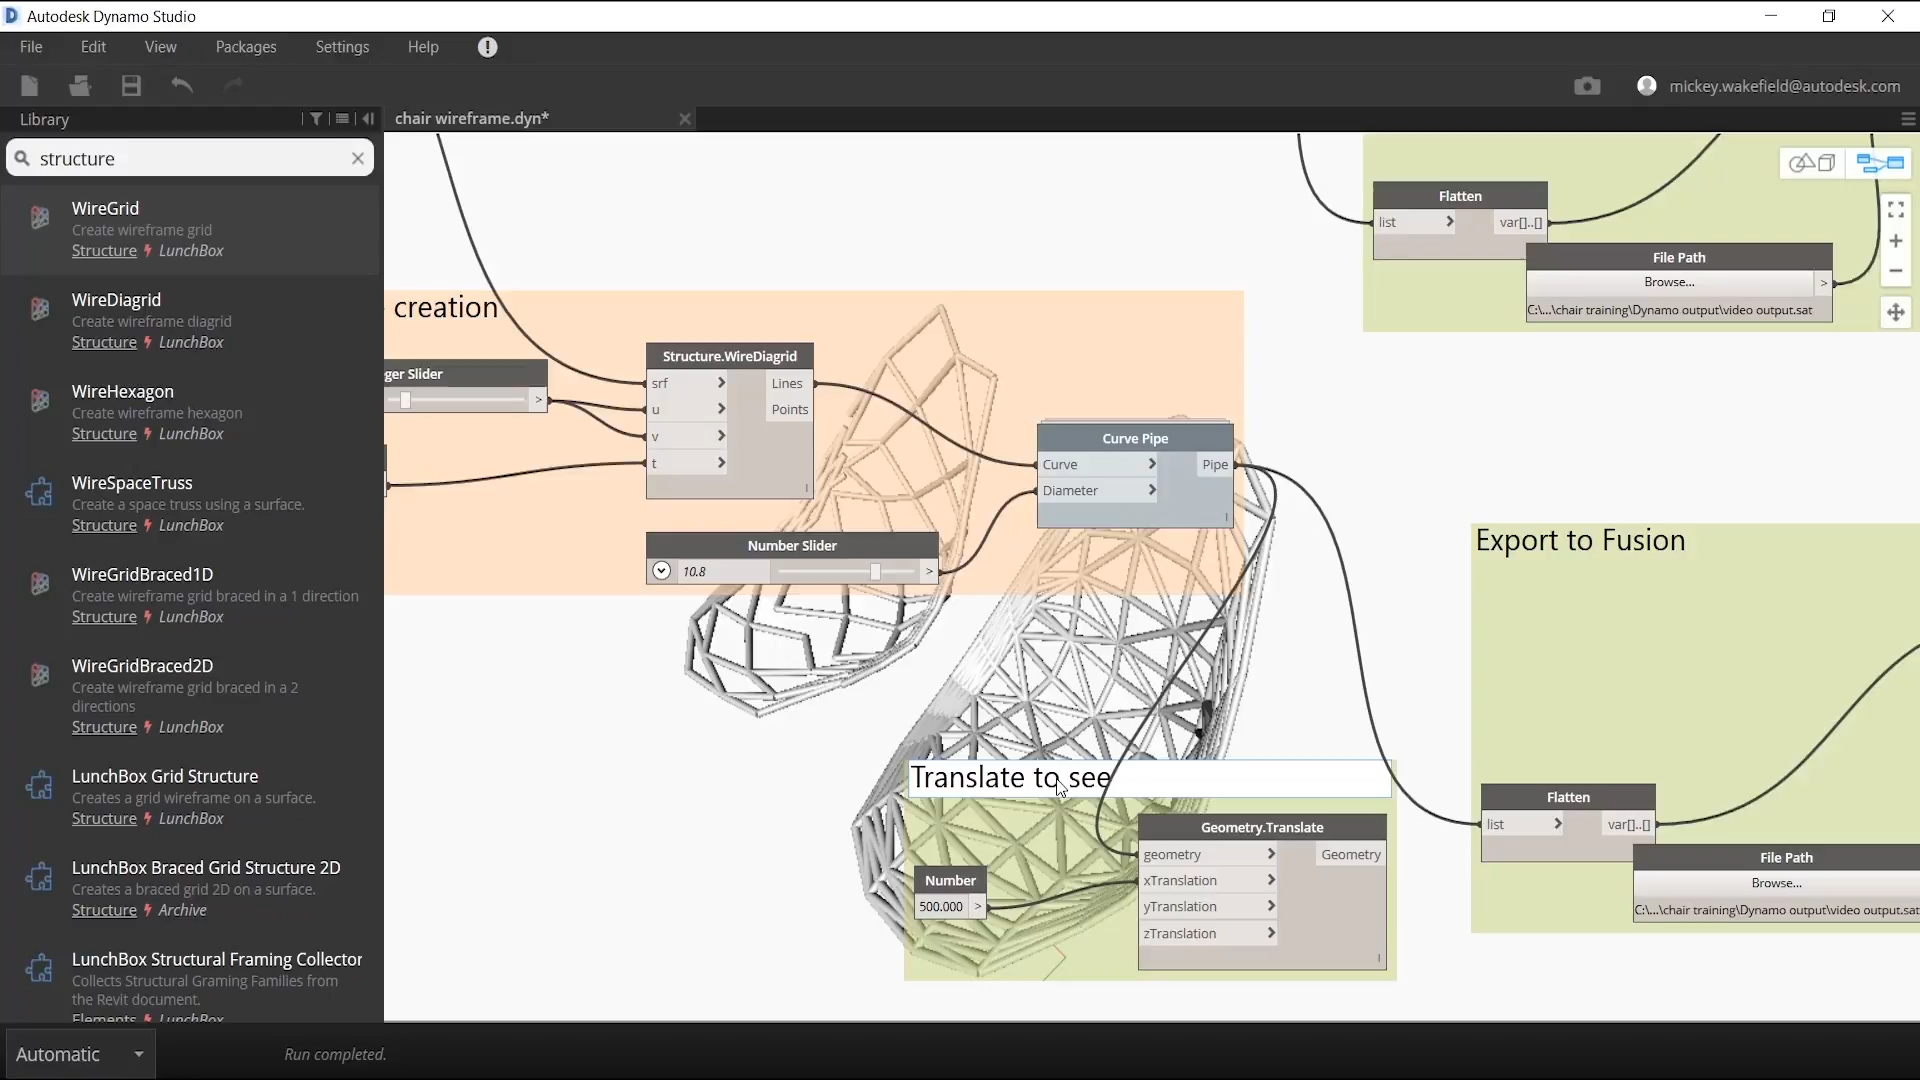 Autodesk Dynamo Studio
File Edit View Packages Settings Help
mickey.wakefield@autodesk.com
Library
chair wireframe.dyn*
structure
WireGrid
Create wireframe grid
Structure LunchBox
WireDiagrid
Create wireframe diagrid
Structure LunchBox
WireHexagon
Create wireframe hexagon
Structure LunchBox
WireSpaceTruss
Create a space truss using a surface.
Structure LunchBox
WireGridBraced1D
Create wireframe grid braced in a 1 direction
Structure LunchBox
WireGridBraced2D
Create wireframe grid braced in a 2
directions
Structure LunchBox
LunchBox Grid Structure
Creates a grid wireframe on a surface.
Structure LunchBox
LunchBox Braced Grid Structure 2D
Creates a braced grid 2D on a surface.
Structure Archive
LunchBox Structural Framing Collector
Collects Structural Graming Families from
the Revit document.
Elements LunchBox
Automatic
Run completed.
creation
ger Slider
>
Structure.WireDiagrid
srf > Lines
u > Points
v >
t >
Number Slider
10.8 >
Curve Pipe
Curve > Pipe
Diameter >
Flatten
list > var[]..[]
File Path
Browse... >
C:\...\chair training\Dynamo output\video output.sat
Translate to see
Geometry.Translate
geometry > Geometry
xTranslation >
yTranslation >
zTranslation >
Number
500.000 >
Export to Fusion
Flatten
list > var[]..[]
File Path
Browse...
C:\...\chair training\Dynamo output\video output.sat